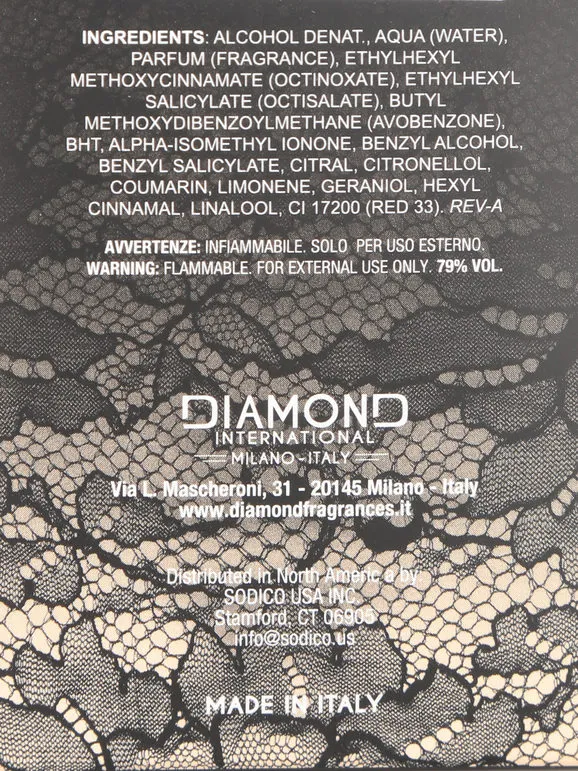 INGREDIENTS: ALCOHOL DENAT., AQUA (WATER),
PARFUM (FRAGRANCE), ETHYLHEXYL
METHOXYCINNAMATE (OCTINOXATE), ETHYLHEXYL
SALICYLATE (OCTISALATE), BUTYL
METHOXYDIBENZOYLMETHANE (AVOBENZONE),
BHT, ALPHA-ISOMETHYL IONONE, BENZYL ALCOHOL,
BENZYL SALICYLATE, CITRAL, CITRONELLOL,
COUMARIN, LIMONENE, GERANIOL, HEXYL
CINNAMAL, LINALOOL, CI 17200 (RED 33). REV-A
AVVERTENZE: INFIAMMABILE. SOLO PER USO ESTERNO.
WARNING: FLAMMABLE. FOR EXTERNAL USE ONLY. 79% VOL.
DIAMOND
INTERNATIONAL
MILANO-ITALY
Via L. Mascheroni, 31 - 20145 Milano - Italy
www.diamondfragrances.it
Distributed in North America by:
SODICO USA INC.
Stamford, CT 06905
info@sodico.us
MADE IN ITALY